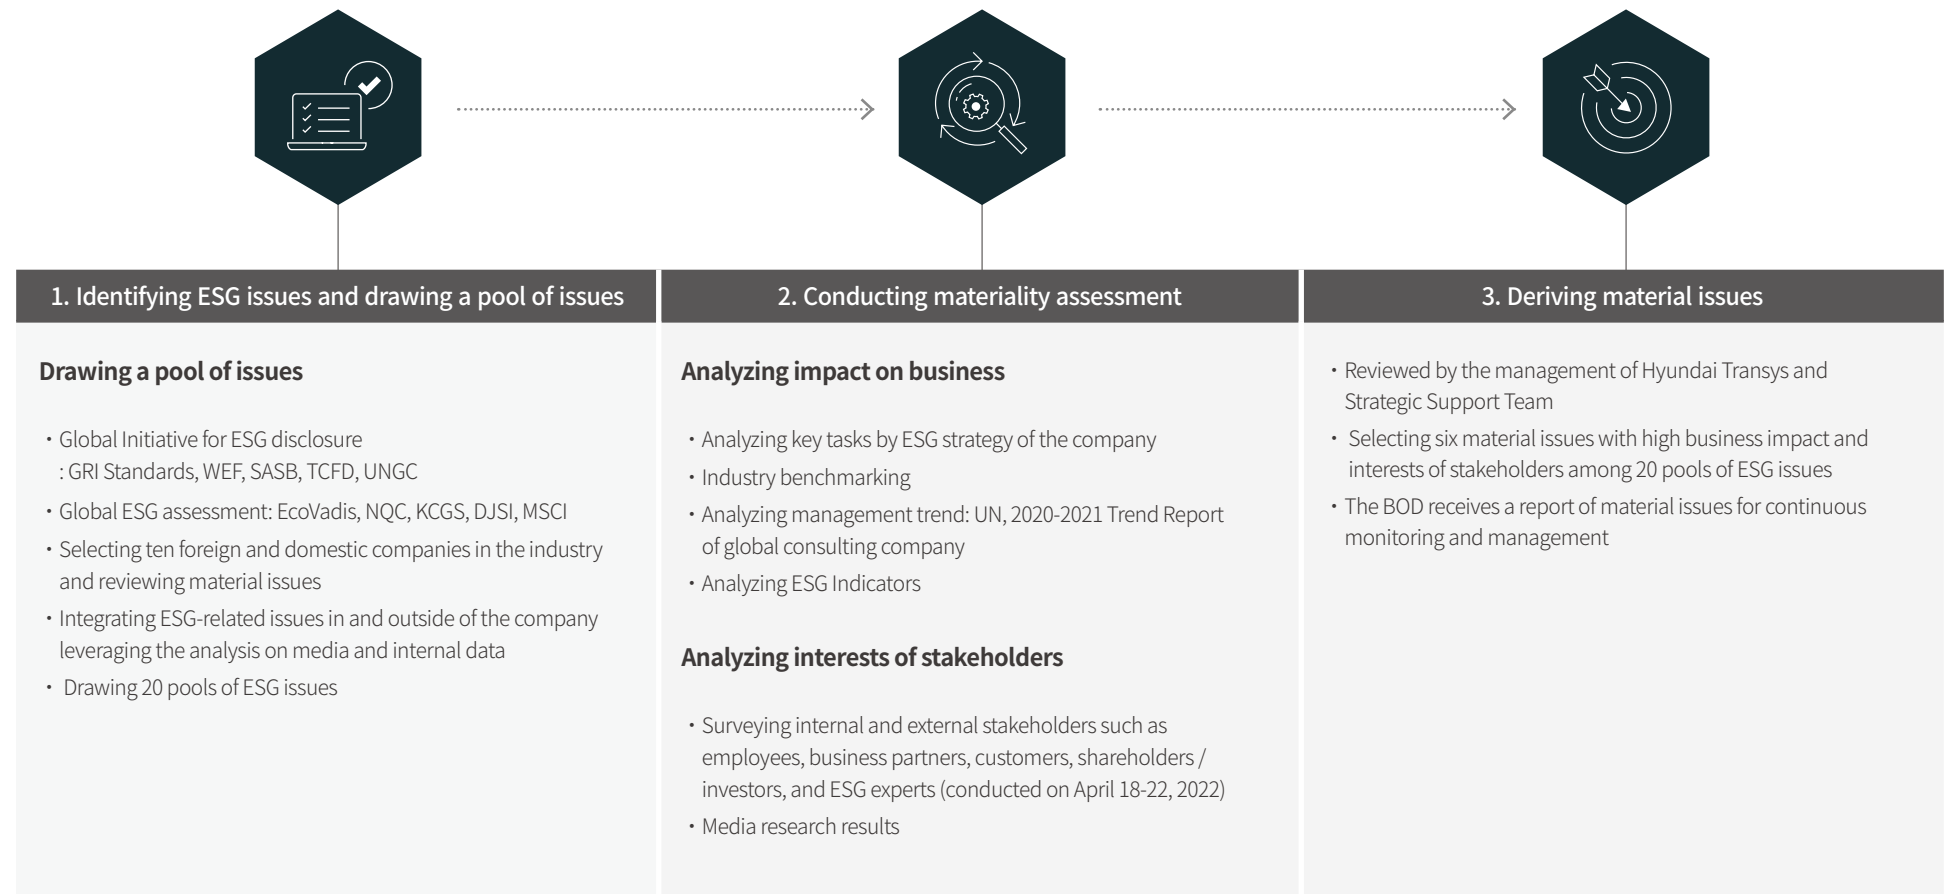 1. Identifying ESG issues and drawing a pool of issues
Drawing a pool of issues
・Global Initiative for ESG disclosure
: GRI Standards, WEF, SASB, TCFD, UNGC
・Global ESG assessment: EcoVadis, NQC, KCGS, DJSI, MSCI
・Selecting ten foreign and domestic companies in the industry
and reviewing material issues
・Integrating ESG-related issues in and outside of the company
leveraging the analysis on media and internal data
・ Drawing 20 pools of ESG issues
2. Conducting materiality assessment
Analyzing impact on business
・Analyzing key tasks by ESG strategy of the company
・Industry benchmarking
・Analyzing management trend: UN, 2020-2021 Trend Report
of global consulting company
・Analyzing ESG Indicators
Analyzing interests of stakeholders
・Surveying internal and external stakeholders such as
employees, business partners, customers, shareholders /
investors, and ESG experts (conducted on April 18-22, 2022)
・Media research results
3. Deriving material issues
・Reviewed by the management of Hyundai Transys and
Strategic Support Team
・ Selecting six material issues with high business impact and
interests of stakeholders among 20 pools of ESG issues
・The BOD receives a report of material issues for continuous
monitoring and management